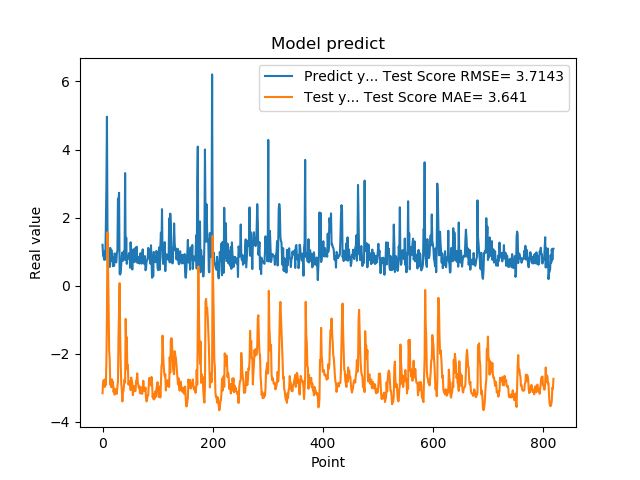 Model predict
Predict y... Test Score RMSE= 3.7143
Test y... Test Score MAE= 3.641
Real value
6
4
2
0
−2
−4
0 200 400 600 800
Point